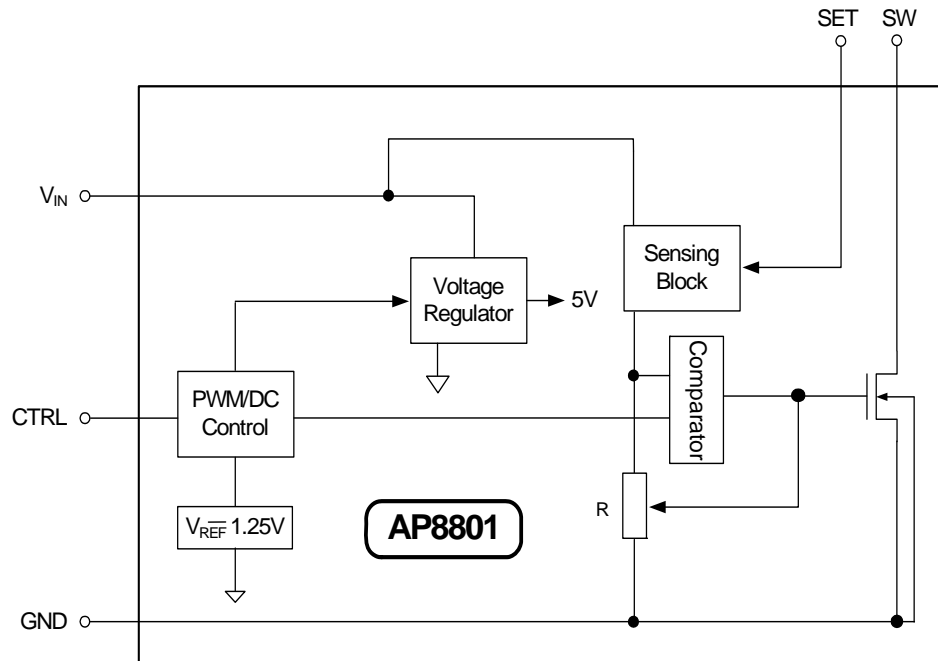 SET SW
VIN
Sensing
Block
Voltage
Regulator
5V
Comparator
PWM/DC
Control
CTRL
VREF= 1.25V
R
AP8801
GND